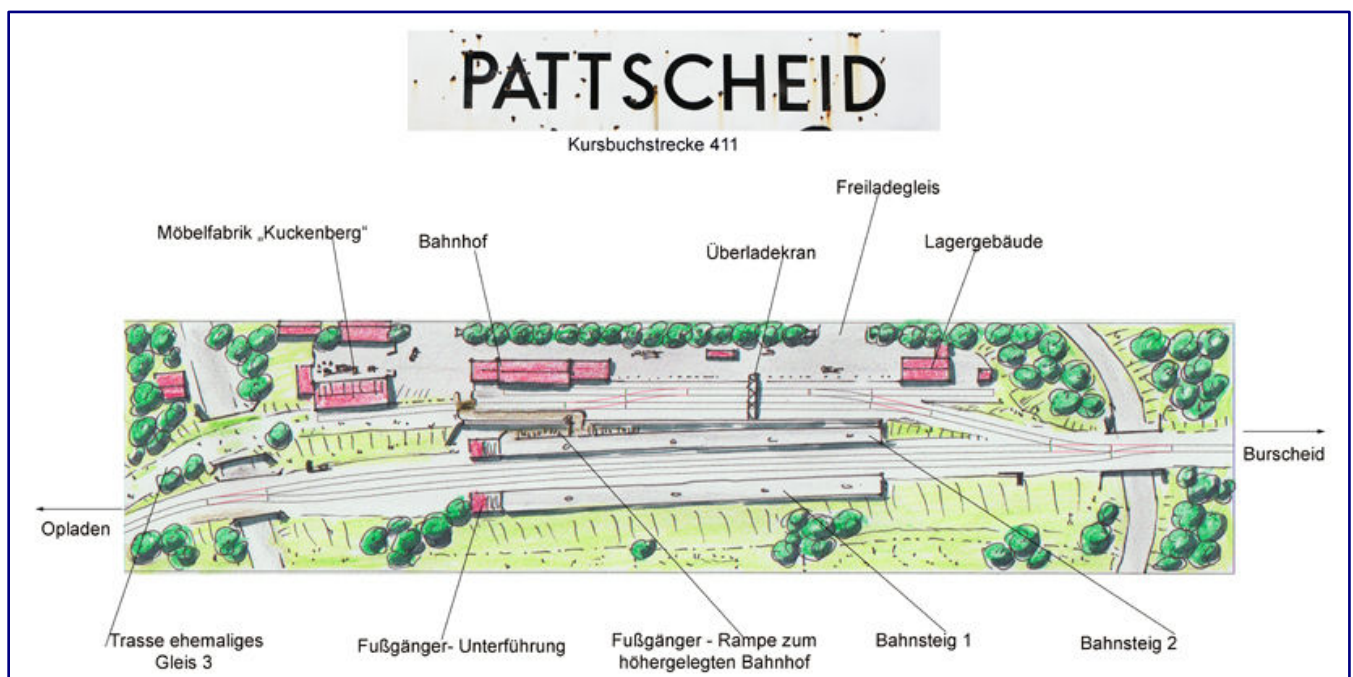 PATTSCHEID
Kursbuchstrecke 411
Freiladegleis
Möbelfabrik „Kuckenberg“
Bahnhof
Überladekran
Lagergebäude
Burscheid
Opladen
Trasse ehemaliges
Gleis 3
Fußgänger- Unterführung
Fußgänger - Rampe zum
höhergelegten Bahnhof
Bahnsteig 1
Bahnsteig 2